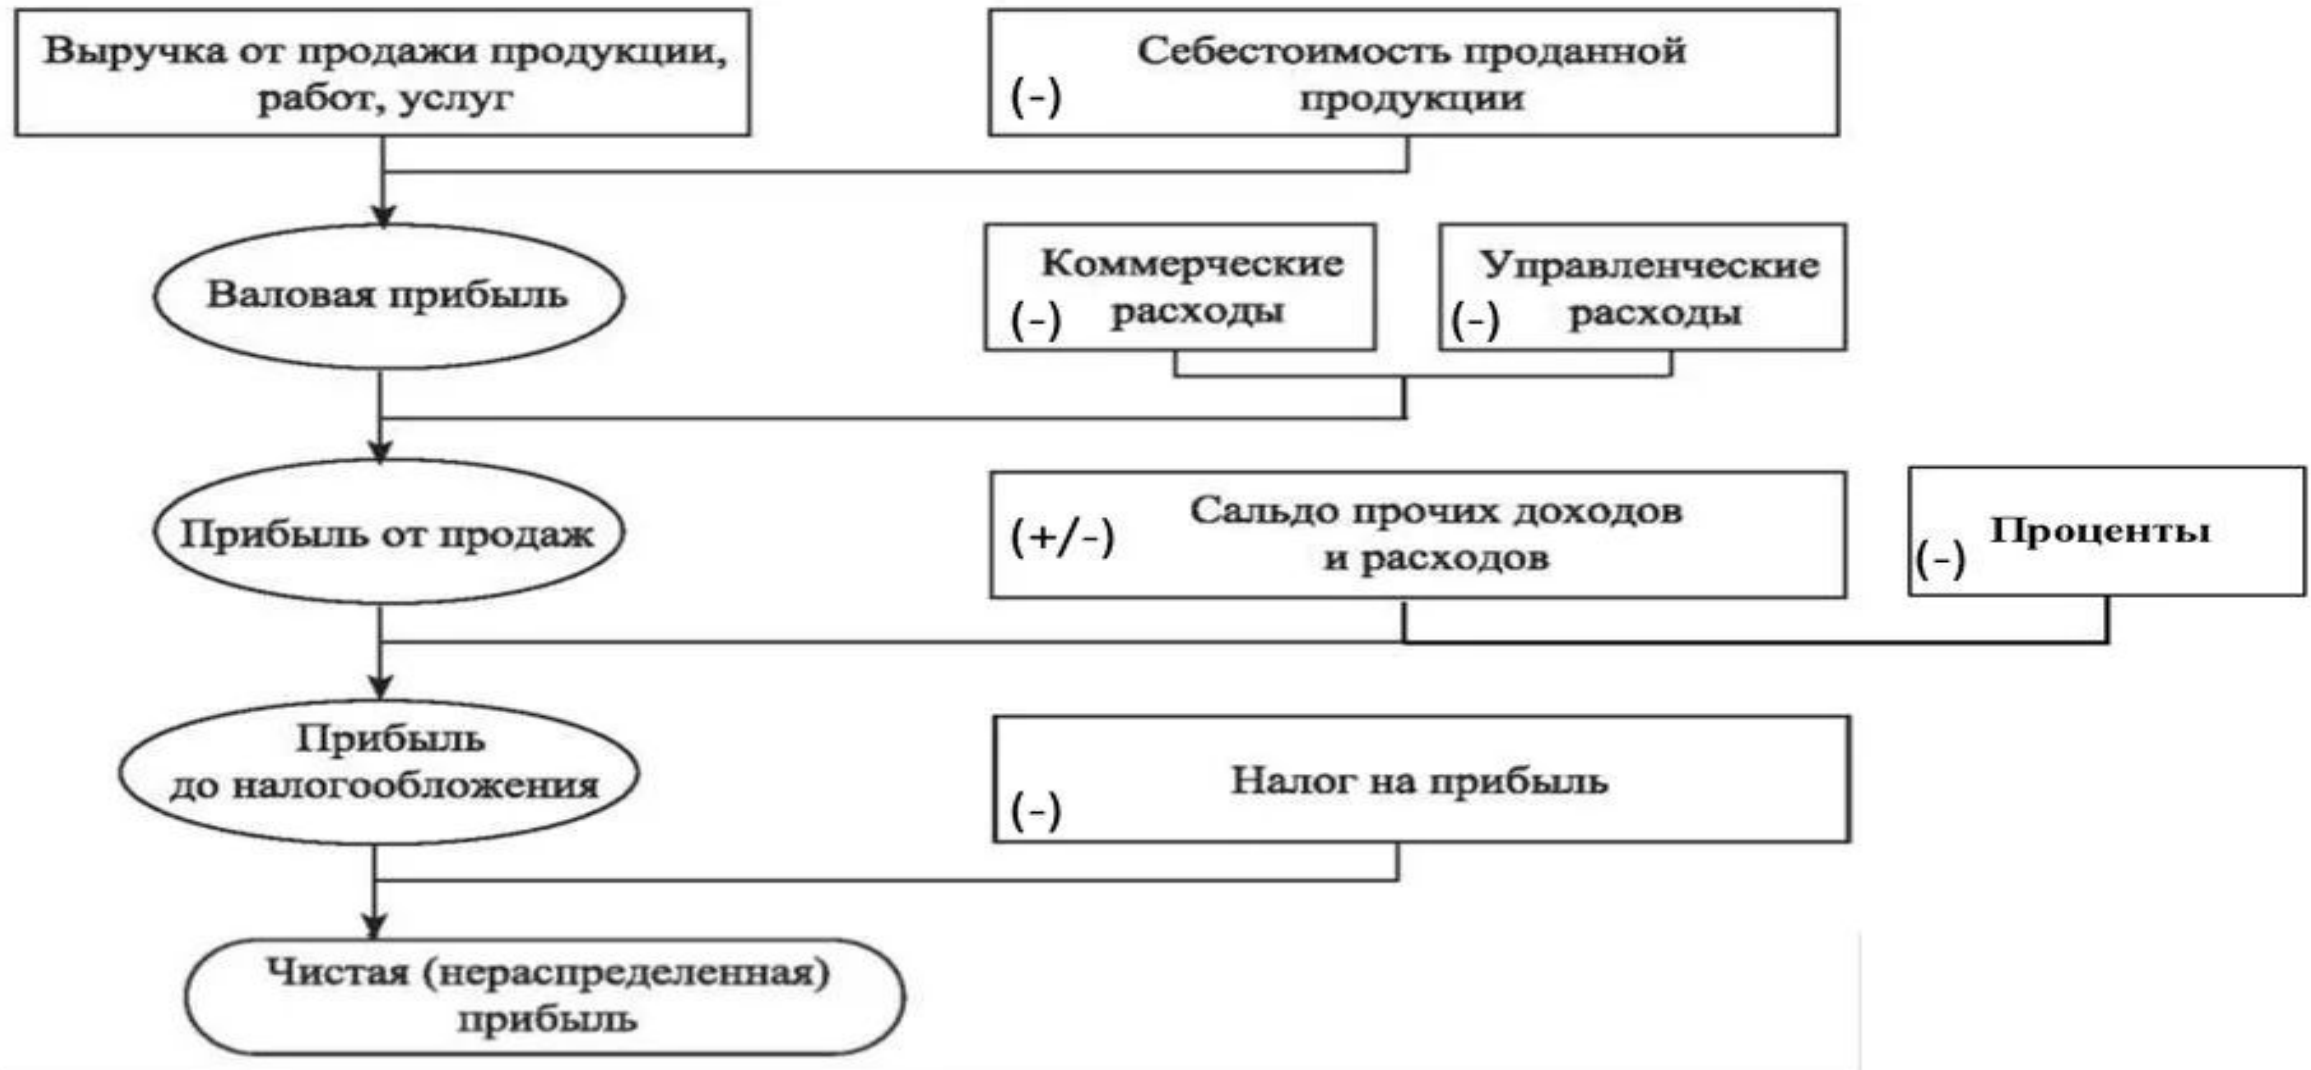 Выручка от продажи продукции,
работ, услуг
Себестоимость проданной
(-) продукции
Валовая прибыль
Коммерческие
(-) расходы
Управленческие
(-) расходы
Прибыль от продаж
Сальдо прочих доходов
(+/-)
и расходов
Проценты
(-)
Прибыль
до налогообложения
Налог на прибыль
(-)
Чистая (нераспределенная)
прибыль